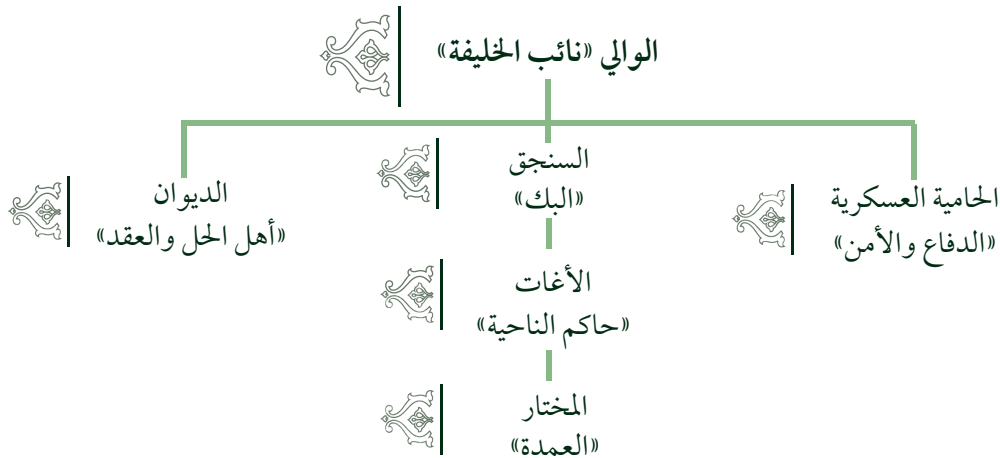 الوالي «نائب الخليفة»
الحامية العسكرية
«الدفاع والأمن»
السنجق
«البك»
الديوان
«أهل الحل والعقد»
الأغات
«حاكم الناحية»
المختار
«العمدة»